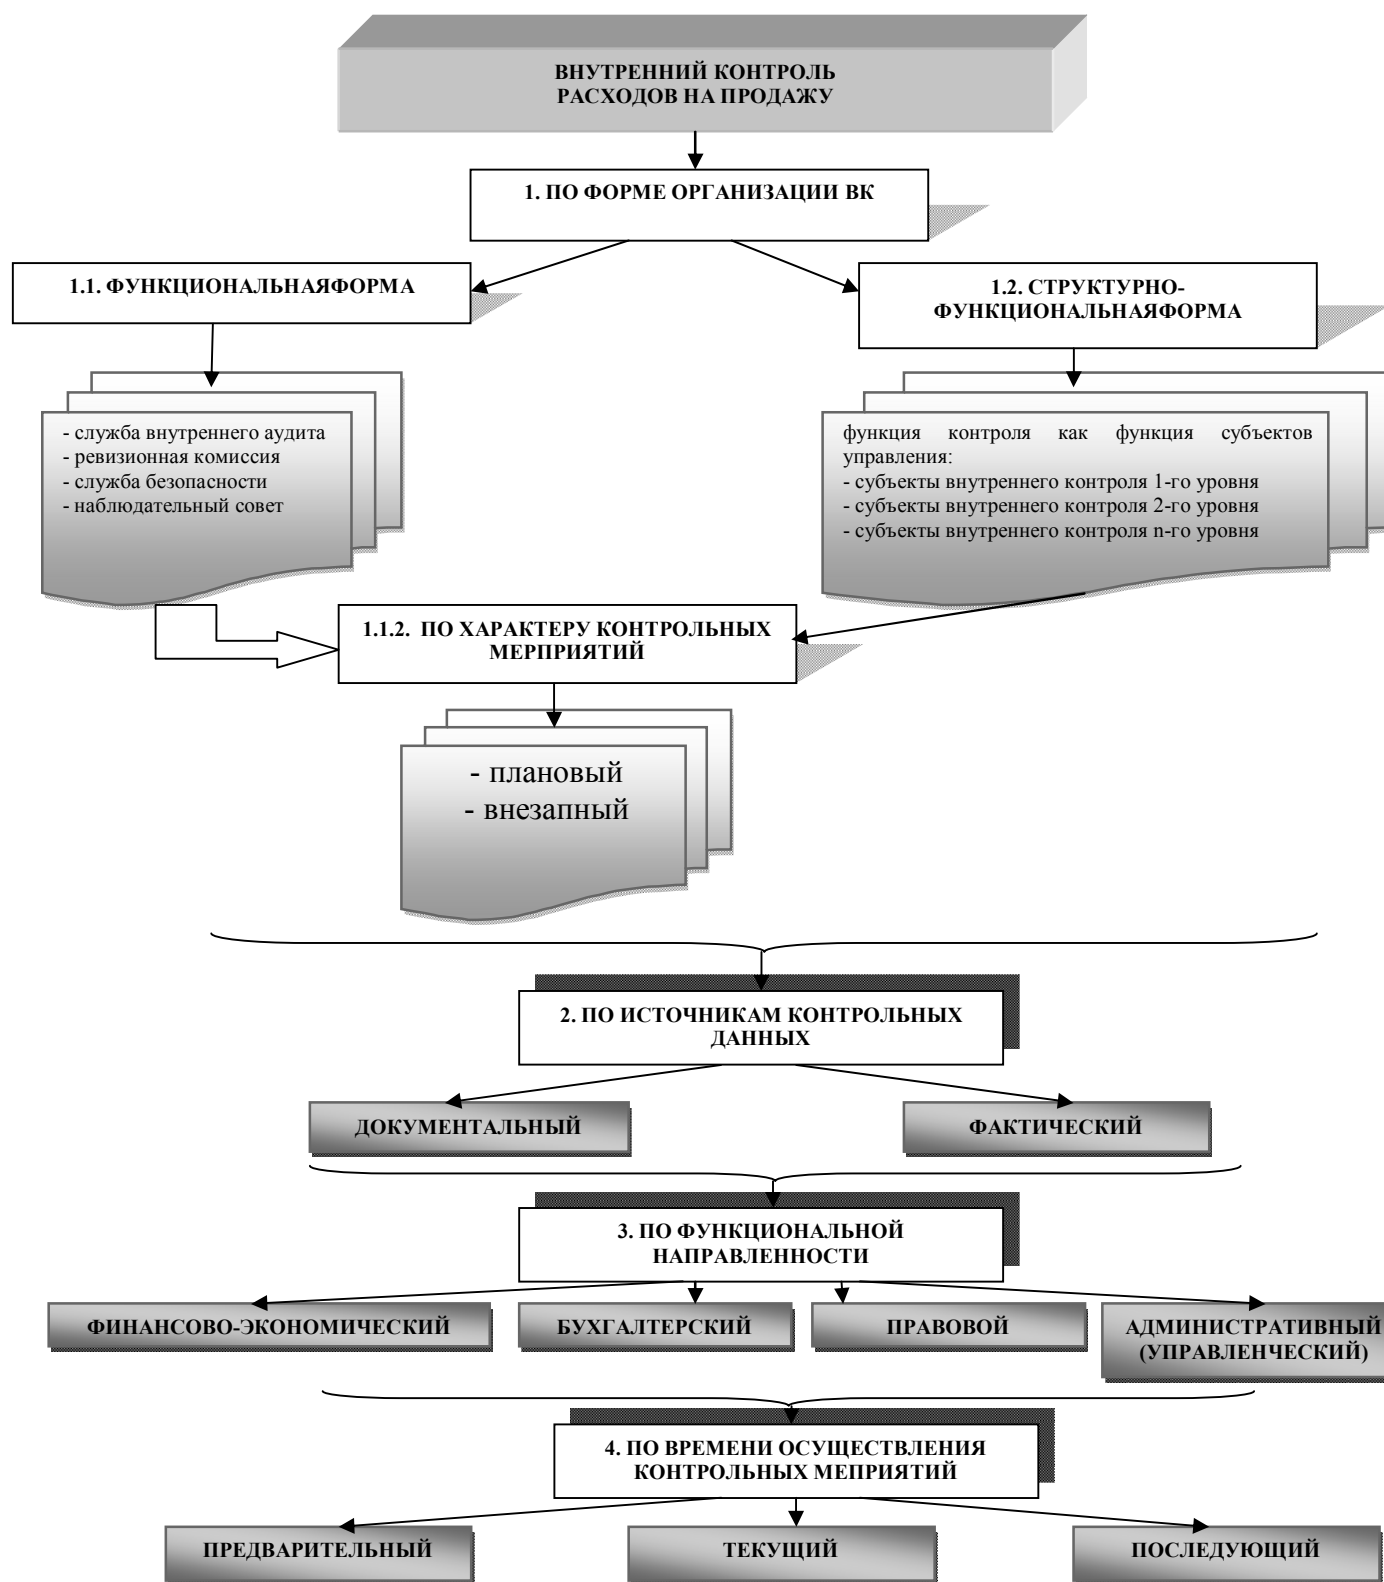 ВНУТРЕННИЙ КОНТРОЛЬ
РАСХОДОВ НА ПРОДАЖУ
1. ПО ФОРМЕ ОРГАНИЗАЦИИ ВК
1.1. ФУНКЦИОНАЛЬНАЯФОРМА
1.2. СТРУКТУРНО-
ФУНКЦИОНАЛЬНАЯФОРМА
- служба внутреннего аудита
- ревизионная комиссия
- служба безопасности
- наблюдательный совет
функция контроля как функция субъектов
управления:
- субъекты внутреннего контроля 1-го уровня
- субъекты внутреннего контроля 2-го уровня
- субъекты внутреннего контроля n-го уровня
1.1.2. ПО ХАРАКТЕРУ КОНТРОЛЬНЫХ
МЕРПРИЯТИЙ
- плановый
- внезапный
2. ПО ИСТОЧНИКАМ КОНТРОЛЬНЫХ
ДАННЫХ
ДОКУМЕНТАЛЬНЫЙ
ФАКТИЧЕСКИЙ
3. ПО ФУНКЦИОНАЛЬНОЙ
НАПРАВЛЕННОСТИ
ФИНАНСОВО-ЭКОНОМИЧЕСКИЙ
БУХГАЛТЕРСКИЙ
ПРАВОВОЙ
АДМИНИСТРАТИВНЫЙ
(УПРАВЛЕНЧЕСКИЙ)
4. ПО ВРЕМЕНИ ОСУЩЕСТВЛЕНИЯ
КОНТРОЛЬНЫХ МЕПРИЯТИЙ
ПРЕДВАРИТЕЛЬНЫЙ
ТЕКУЩИЙ
ПОСЛЕДУЮЩИЙ